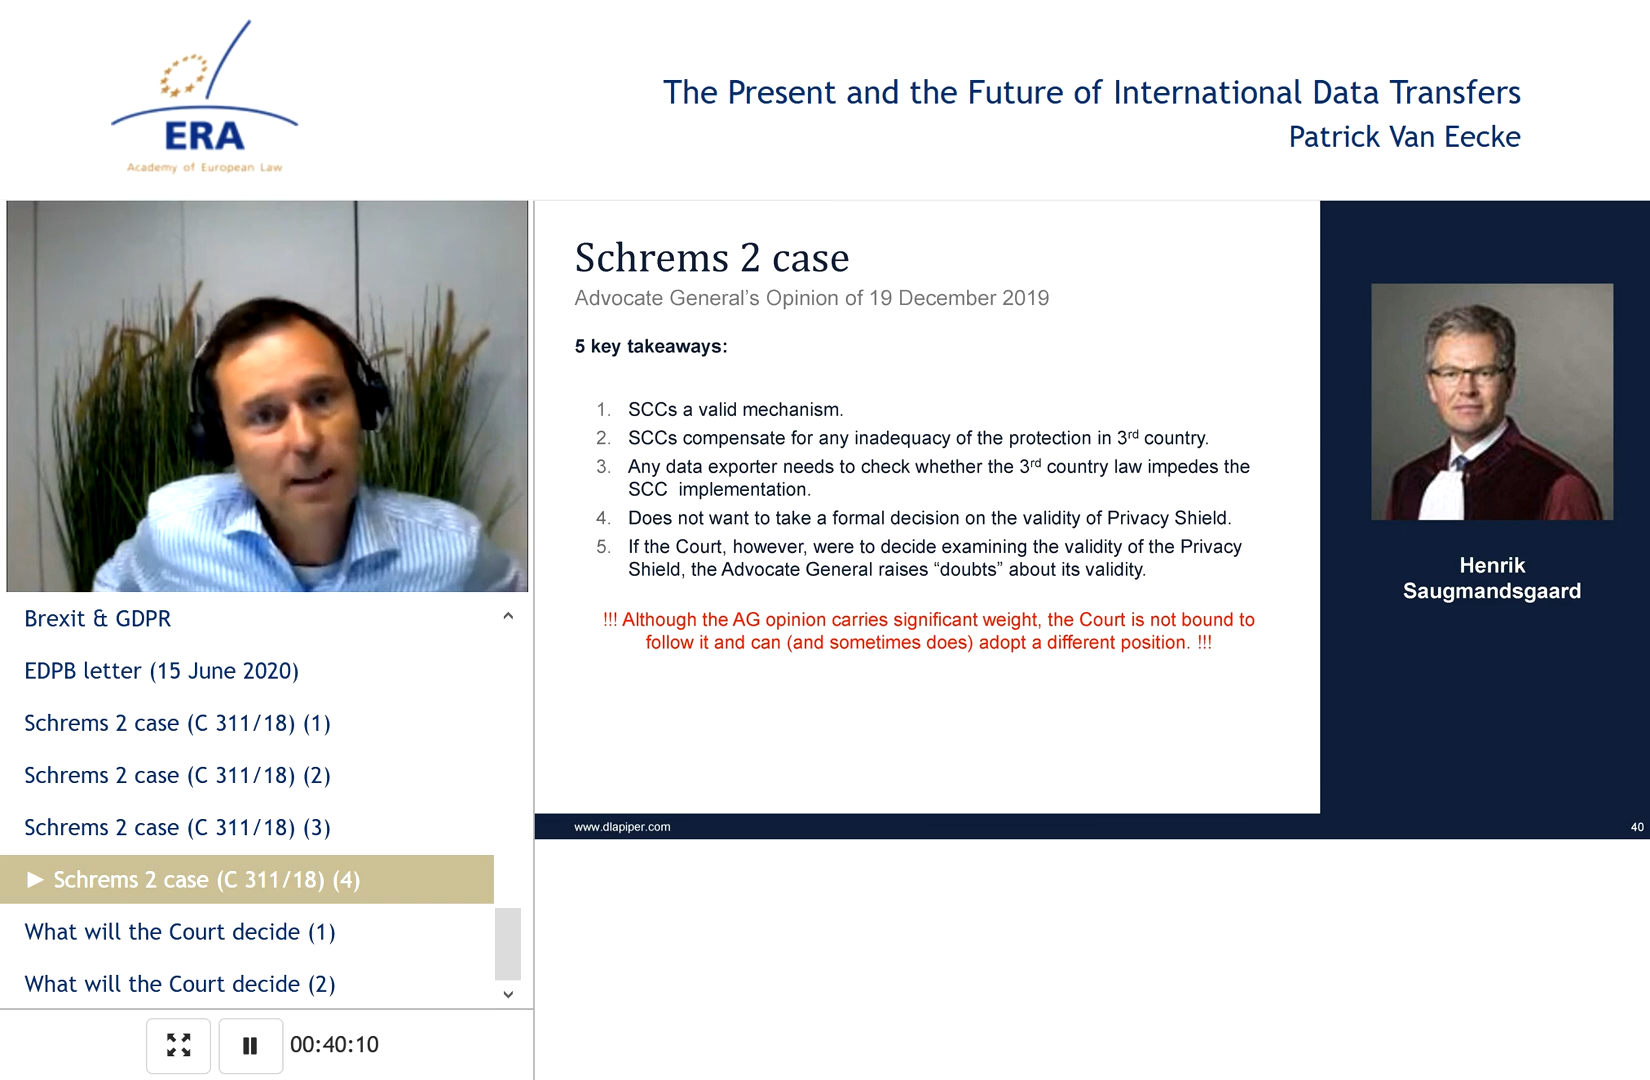 ERA
Academy of European Law
The Present and the Future of International Data Transfers
Patrick Van Eecke
Schrems 2 case
Advocate General’s Opinion of 19 December 2019
5 key takeaways:
1. SCCs a valid mechanism.
2. SCCs compensate for any inadequacy of the protection in 3rd country.
3. Any data exporter needs to check whether the 3rd country law impedes the
SCC implementation.
4. Does not want to take a formal decision on the validity of Privacy Shield.
5. If the Court, however, were to decide examining the validity of the Privacy
Shield, the Advocate General raises “doubts” about its validity.
!!! Although the AG opinion carries significant weight, the Court is not bound to
follow it and can (and sometimes does) adopt a different position. !!!
Henrik
Saugmandsgaard
www.dlapiper.com
40
Brexit & GDPR
EDPB letter (15 June 2020)
Schrems 2 case (C 311/18) (1)
Schrems 2 case (C 311/18) (2)
Schrems 2 case (C 311/18) (3)
► Schrems 2 case (C 311/18) (4)
What will the Court decide (1)
What will the Court decide (2)
00:40:10